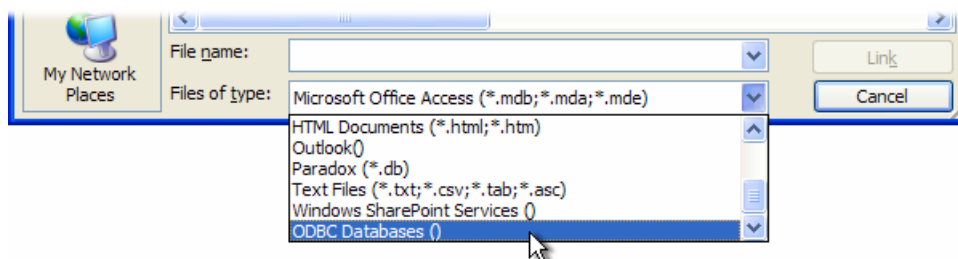 File name:
Link
My Network
Places
Files of type:
Microsoft Office Access (*.mdb;*.mda;*.mde)
Cancel
HTML Documents (*.html;*.htm)
Outlook()
Paradox (*.db)
Text Files (*.txt;*.csv;*.tab;*.asc)
Windows SharePoint Services ()
ODBC Databases ()